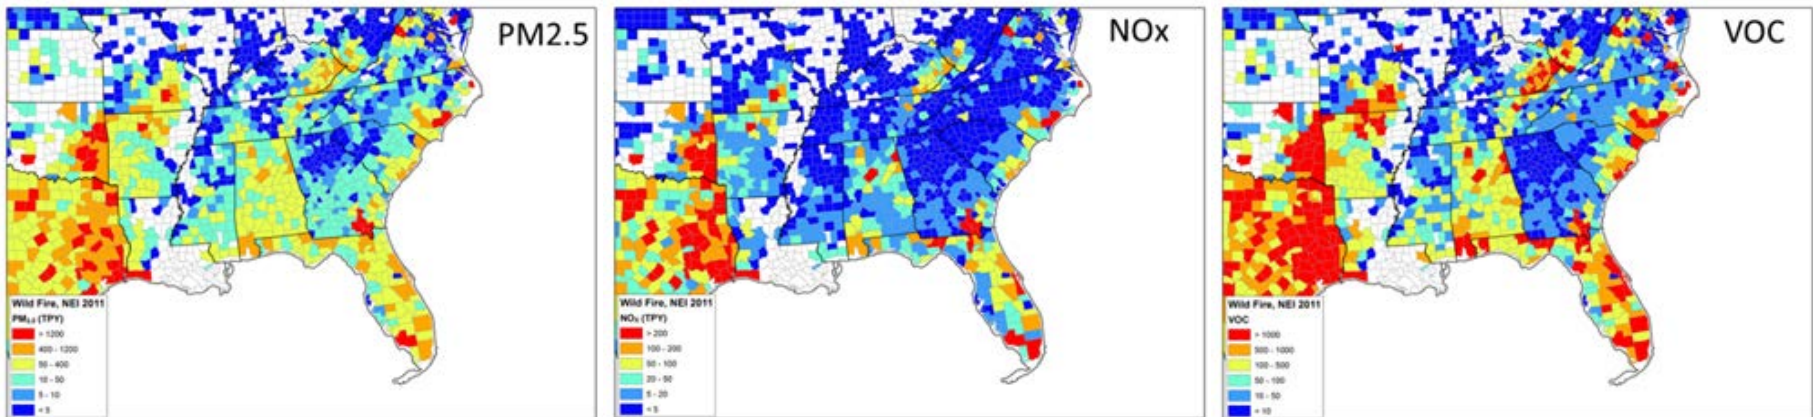 PM2.5
Wild Fire, NEI 2011
PM2.5 (TPY)
> 1200
400 - 1200
50 - 400
10 - 50
5 - 10
< 5
NOx
Wild Fire, NEI 2011
NOX (TPY)
> 200
100 - 200
50 - 100
20 - 50
5 - 20
< 5
VOC
Wild Fire, NEI 2011
VOC
> 1000
500 - 1000
100 - 500
50 - 100
10 - 50
< 10